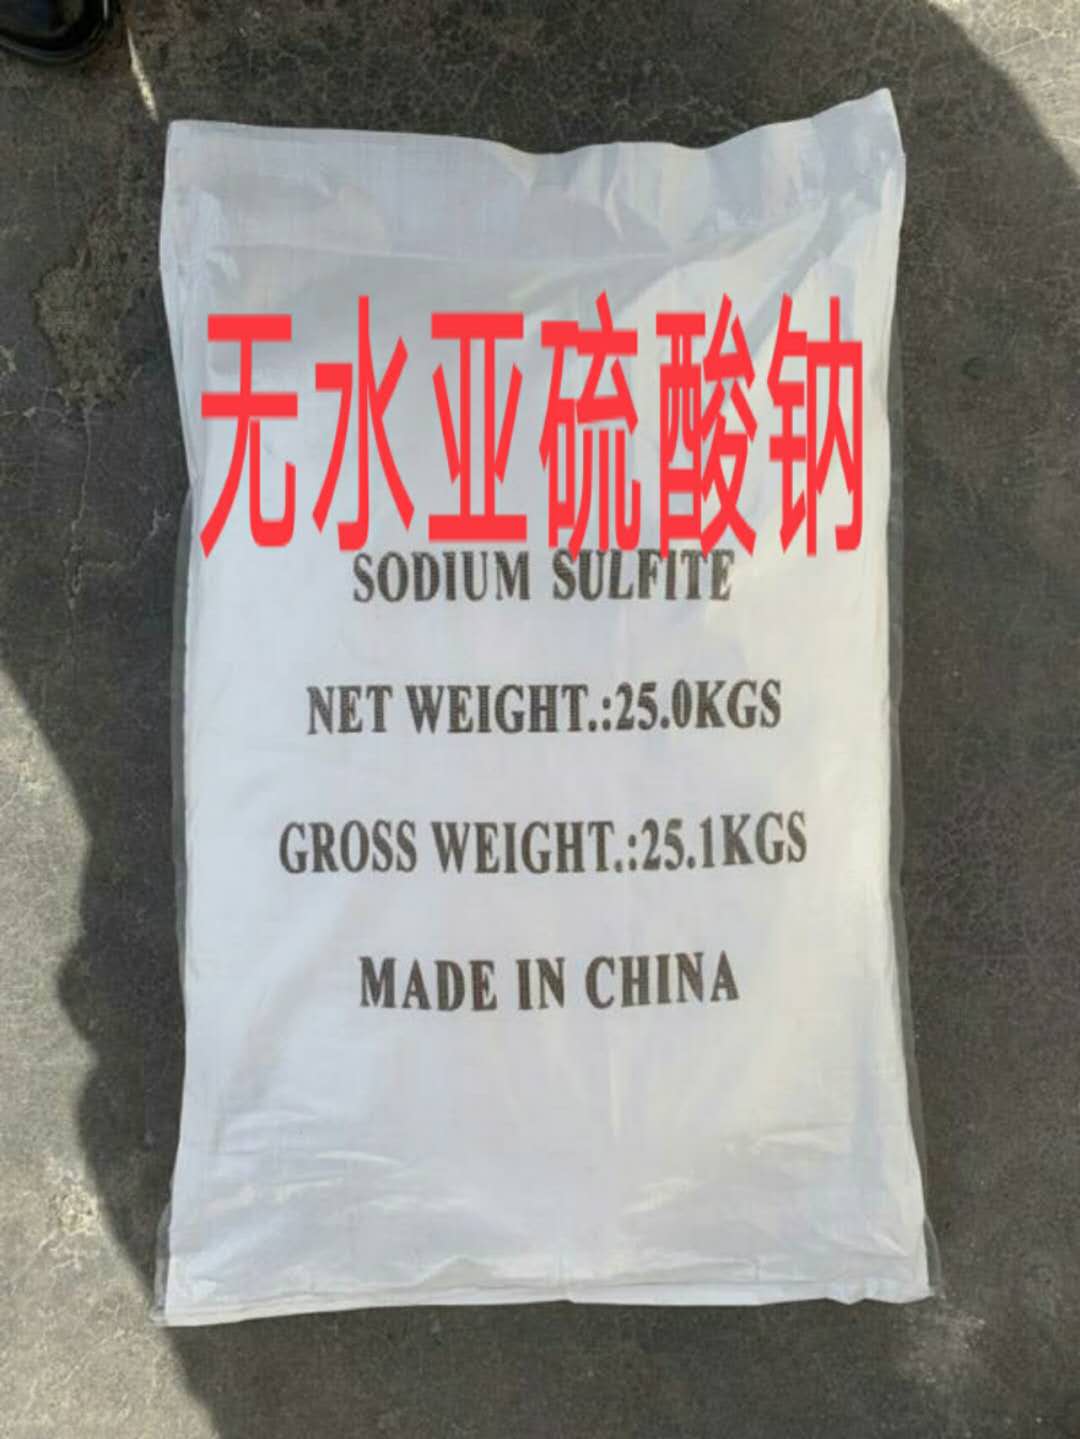 无水亚硫酸钠
SODIUM SULFITE
NET WEIGHT.:25.0KGS
GROSS WEIGHT.:25.1KGS
MADE IN CHINA